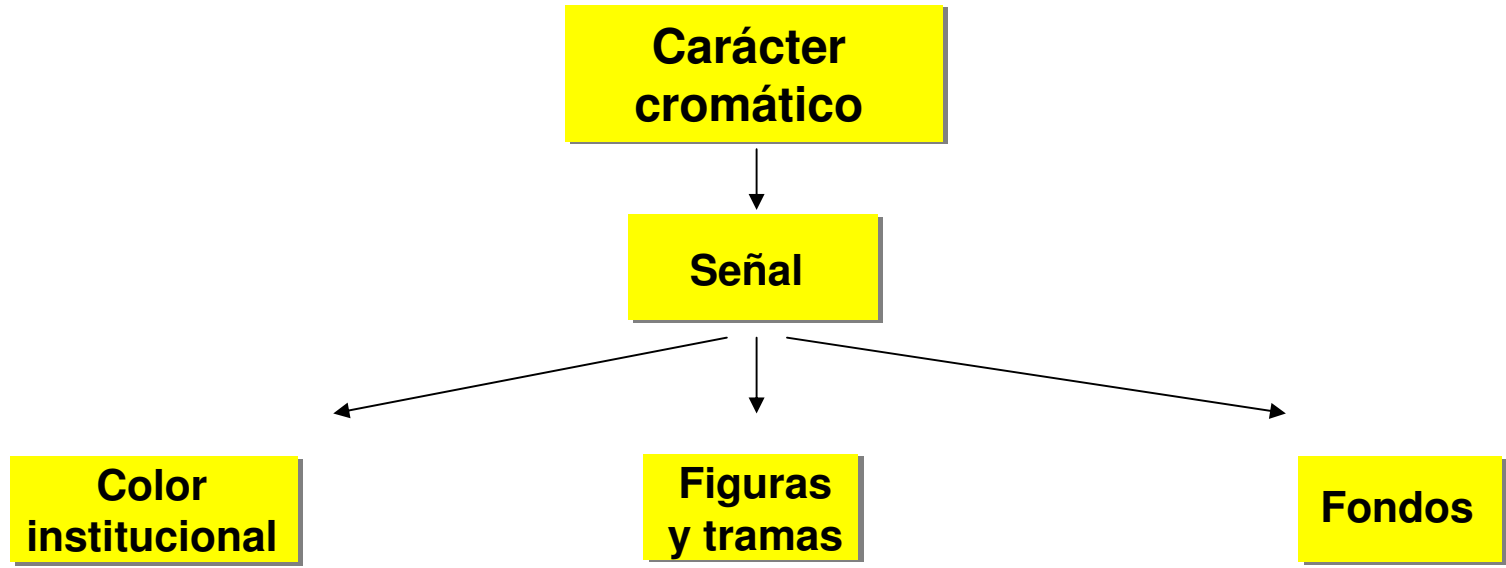 Carácter
cromático
Señal
Color
institucional
Figuras
y tramas
Fondos